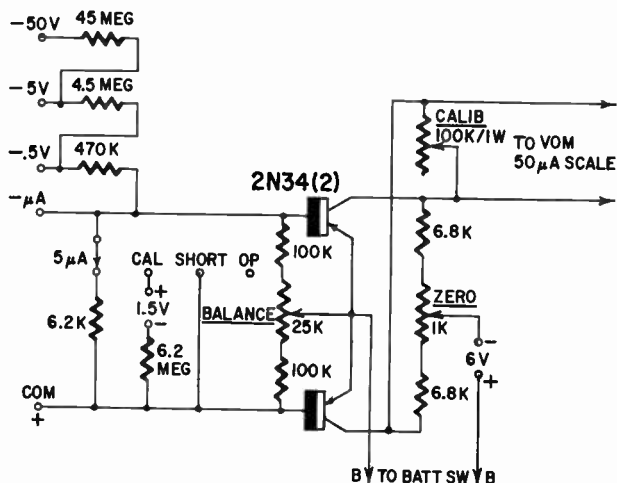 −50V
45 MEG
−5V
4.5 MEG
−.5V
470K
−μA
2N34(2)
CALIB
100K/1W
TO VOM
50μA SCALE
5μA
CAL
SHORT
OP
100K
6.8K
+
1.5V
−
BALANCE
25K
ZERO
1K
6.2K
6.2
MEG
100K
−
6V
+
6.8K
COM
+
B TO BATT SW B